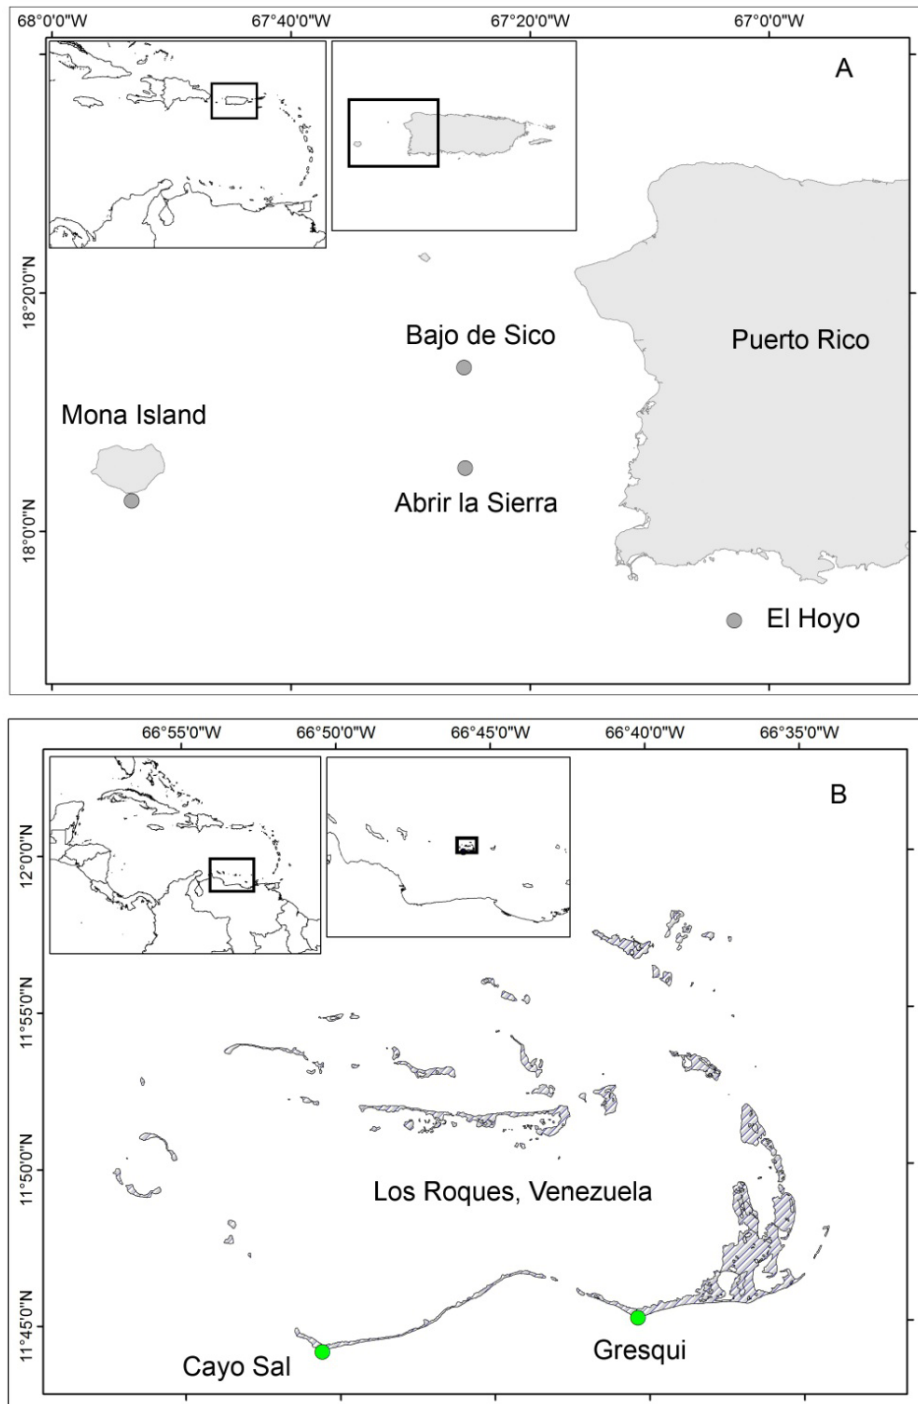 68°0'0"W
67°40'0"W
67°20'0"W
67°0'0"W
A
18°20'0"N
18°0'0"N
Bajo de Sico
Puerto Rico
Mona Island
Abrir la Sierra
El Hoyo
66°55'0"W
66°50'0"W
66°45'0"W
66°40'0"W
66°35'0"W
B
12°0'0"N
11°55'0"N
11°50'0"N
11°45'0"N
Los Roques, Venezuela
Gresqui
Cayo Sal